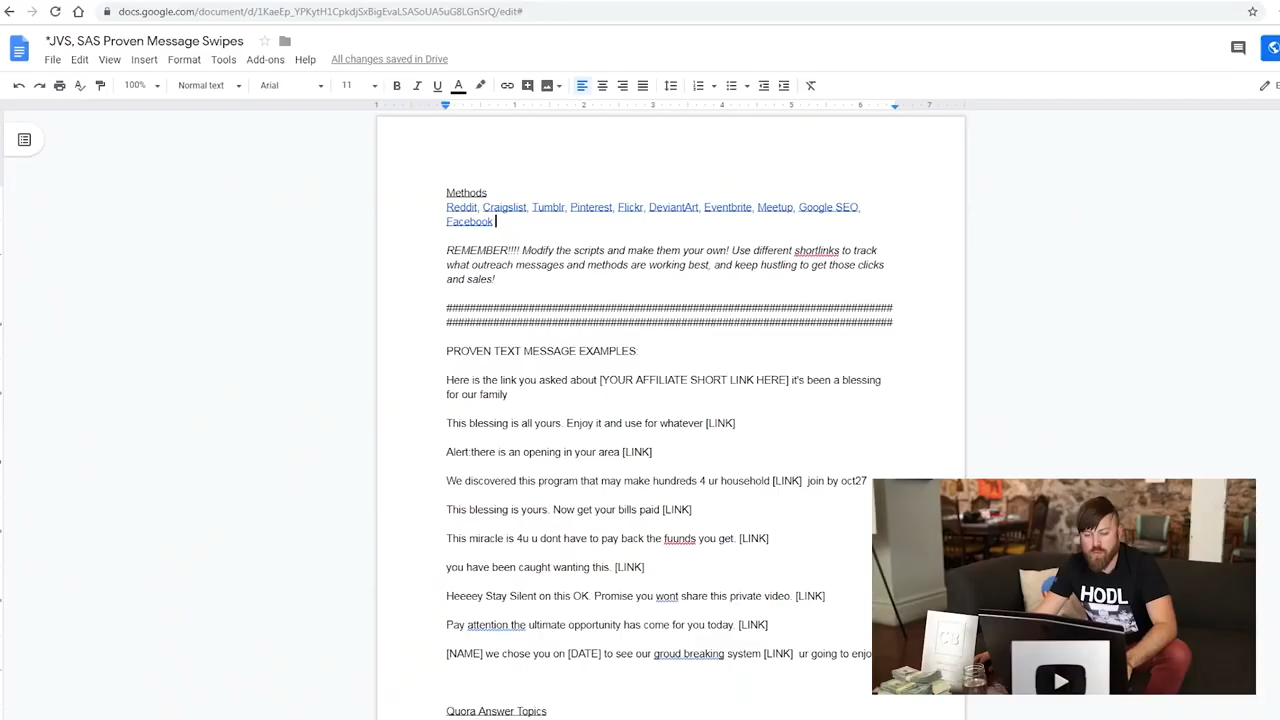 docs.google.com/document/d/1KaeEp_YPKytH1CpkdjSxBigEvaLSASoUA5uG8LGnSrQ/edit#
*JVS, SAS Proven Message Swipes
File Edit View Insert Format Tools Add-ons Help All changes saved in Drive
100% Normal text Arial 11 B I U A
1 1 2 3 4 5 6 7
Methods
Reddit, Craigslist, Tumblr, Pinterest, Flickr, DeviantArt, Eventbrite, Meetup, Google SEO,
Facebook
REMEMBER!!!! Modify the scripts and make them your own! Use different shortlinks to track
what outreach messages and methods are working best, and keep hustling to get those clicks
and sales!
##########################################################################
##########################################################################
PROVEN TEXT MESSAGE EXAMPLES:
Here is the link you asked about [YOUR AFFILIATE SHORT LINK HERE] it's been a blessing
for our family
This blessing is all yours. Enjoy it and use for whatever [LINK]
Alert:there is an opening in your area [LINK]
We discovered this program that may make hundreds 4 ur household [LINK] join by oct27
This blessing is yours. Now get your bills paid [LINK]
This miracle is 4u u dont have to pay back the fuunds you get. [LINK]
you have been caught wanting this. [LINK]
Heeeey Stay Silent on this OK. Promise you wont share this private video. [LINK]
Pay attention the ultimate opportunity has come for you today. [LINK]
[NAME] we chose you on [DATE] to see our groud breaking system [LINK] ur going to enjo
Quora Answer Topics
HODL
CB